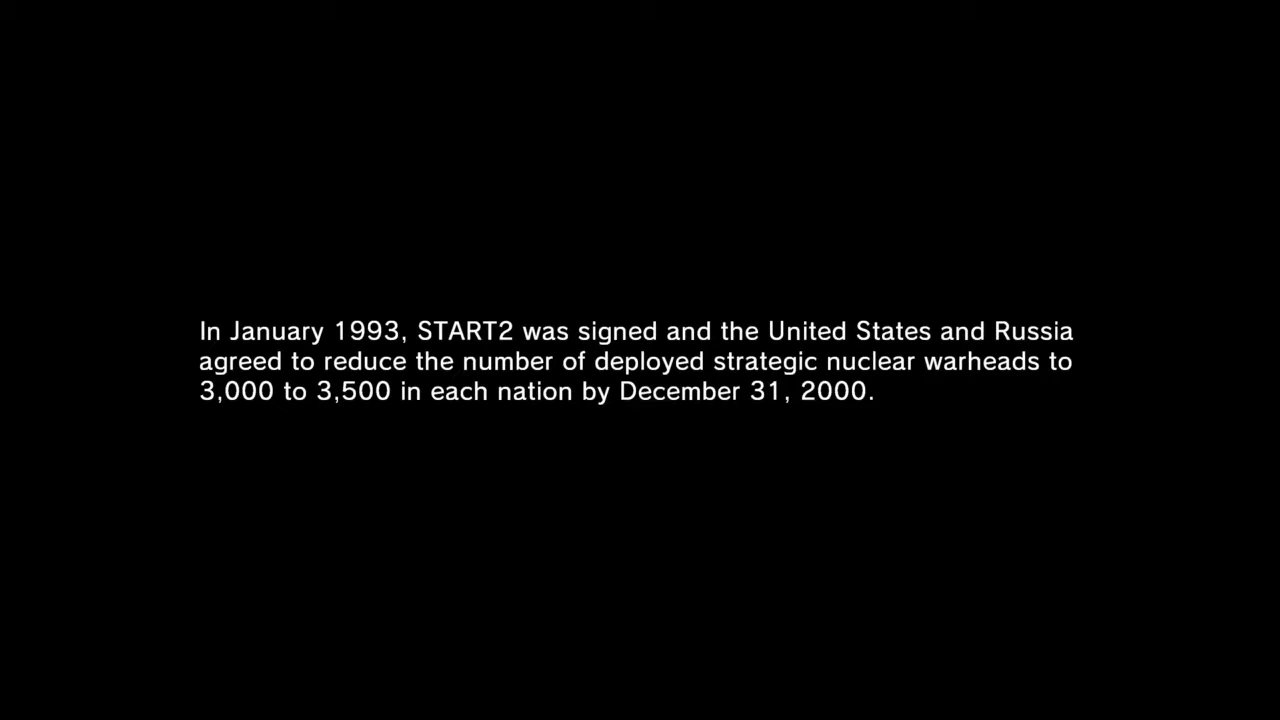 In January 1993, START2 was signed and the United States and Russia
agreed to reduce the number of deployed strategic nuclear warheads to
3,000 to 3,500 in each nation by December 31, 2000.